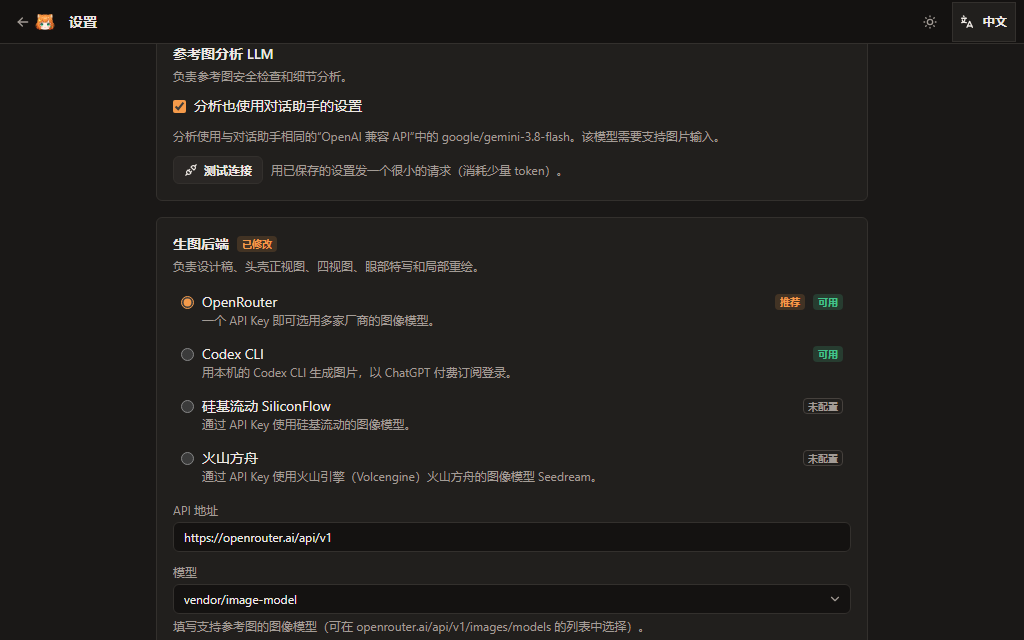 设置
中文
参考图分析 LLM
负责参考图安全检查和细节分析。
分析也使用对话助手的设置
分析使用与对话助手相同的“OpenAI 兼容 API”中的 google/gemini-3.8-flash。该模型需要支持图片输入。
测试连接 用已保存的设置发一个很小的请求（消耗少量 token）。
生图后端 已修改
负责设计稿、头壳正视图、四视图、眼部特写和局部重绘。
OpenRouter 推荐 可用
一个 API Key 即可选用多家厂商的图像模型。
Codex CLI 可用
用本机的 Codex CLI 生成图片，以 ChatGPT 付费订阅登录。
硅基流动 SiliconFlow 未配置
通过 API Key 使用硅基流动的图像模型。
火山方舟 未配置
通过 API Key 使用火山引擎（Volcengine）火山方舟的图像模型 Seedream。
API 地址
https://openrouter.ai/api/v1
模型
vendor/image-model
填写支持参考图的图像模型（可在 openrouter.ai/api/v1/images/models 的列表中选择）。